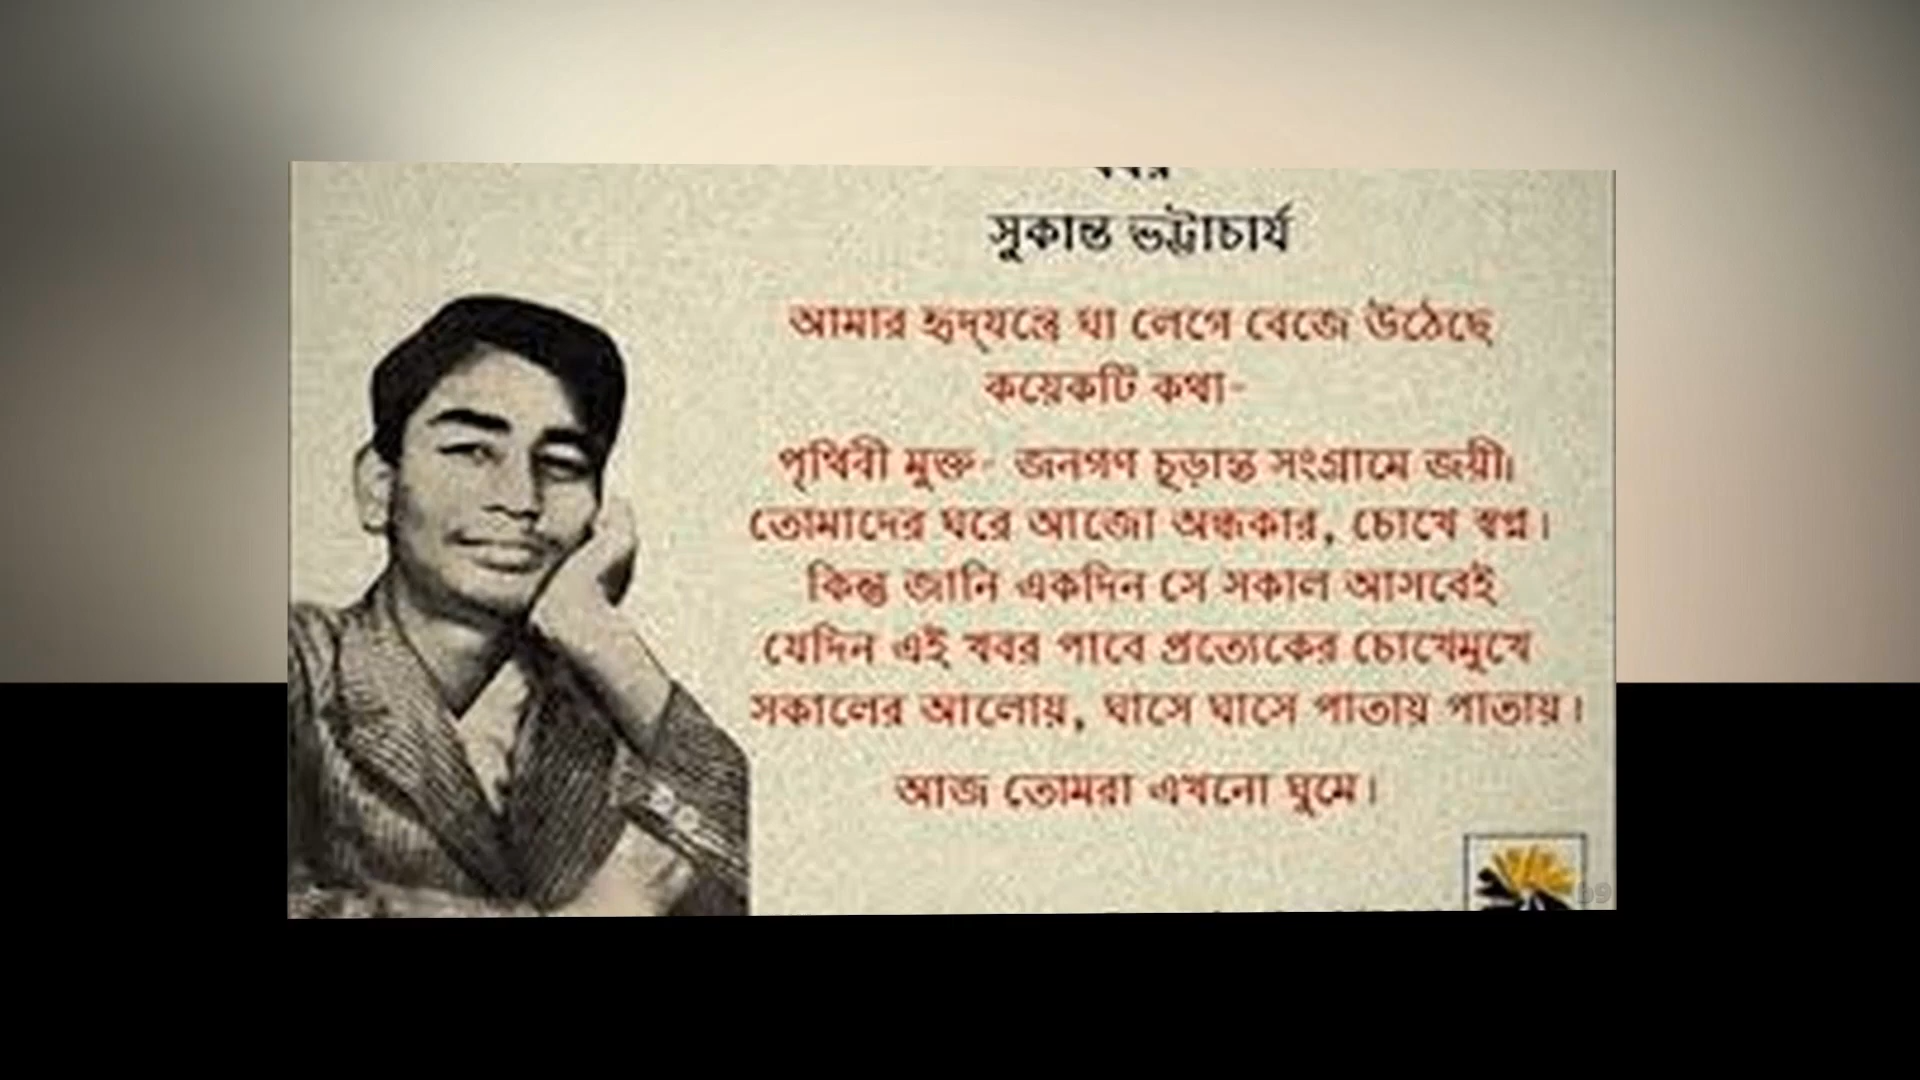 সুকান্ত ভট্টাচার্য
আমার হৃদ্‌যন্ত্রে ঘা লেগে বেজে উঠেছে
কয়েকটি কথা-
পৃথিবী মুক্ত- জনগণ চূড়ান্ত সংগ্রামে জয়ী।
তোমাদের ঘরে আজো অন্ধকার, চোখে স্বপ্ন।
কিন্তু জানি একদিন সে সকাল আসবেই
যেদিন এই খবর পাবে প্রত্যেকের চোখেমুখে
সকালের আলোয়, ঘাসে ঘাসে পাতায় পাতায়।
আজ তোমরা এখনো ঘুমে।